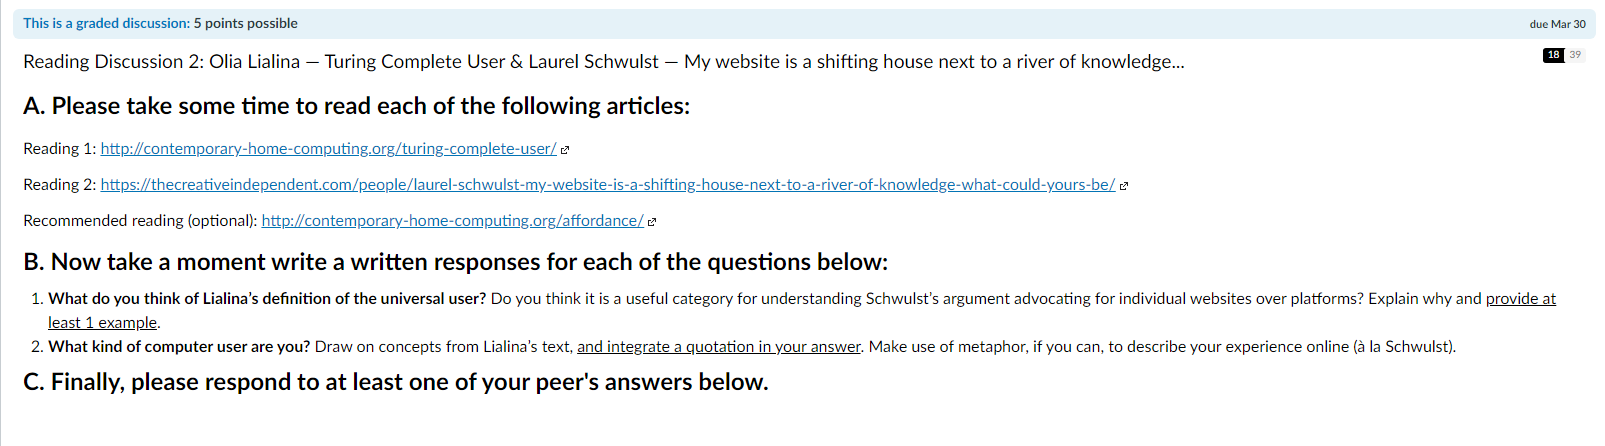 This is a graded discussion: 5 points possible
due Mar 30
Reading Discussion 2: Olia Lialina — Turing Complete User & Laurel Schwulst — My website is a shifting house next to a river of knowledge...
18 39
A. Please take some time to read each of the following articles:
Reading 1: http://contemporary-home-computing.org/turing-complete-user/
Reading 2: https://thecreativeindependent.com/people/laurel-schwulst-my-website-is-a-shifting-house-next-to-a-river-of-knowledge-what-could-yours-be/
Recommended reading (optional): http://contemporary-home-computing.org/affordance/
B. Now take a moment write a written responses for each of the questions below:
1. What do you think of Lialina's definition of the universal user? Do you think it is a useful category for understanding Schwulst's argument advocating for individual websites over platforms? Explain why and provide at
least 1 example.
2. What kind of computer user are you? Draw on concepts from Lialina's text, and integrate a quotation in your answer. Make use of metaphor, if you can, to describe your experience online (à la Schwulst).
C. Finally, please respond to at least one of your peer's answers below.